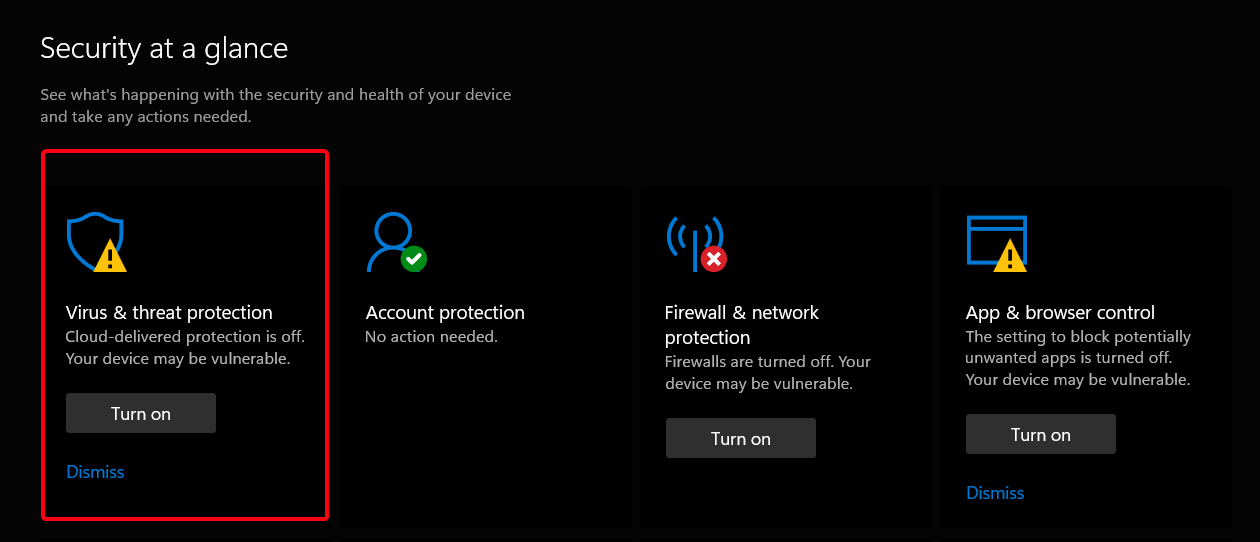 Security at a glance
See what's happening with the security and health of your device
and take any actions needed.
Virus & threat protection
Cloud-delivered protection is off.
Your device may be vulnerable.
Turn on
Dismiss
Account protection
No action needed.
Firewall & network
protection
Firewalls are turned off. Your
device may be vulnerable.
Turn on
App & browser control
The setting to block potentially
unwanted apps is turned off.
Your device may be vulnerable.
Turn on
Dismiss